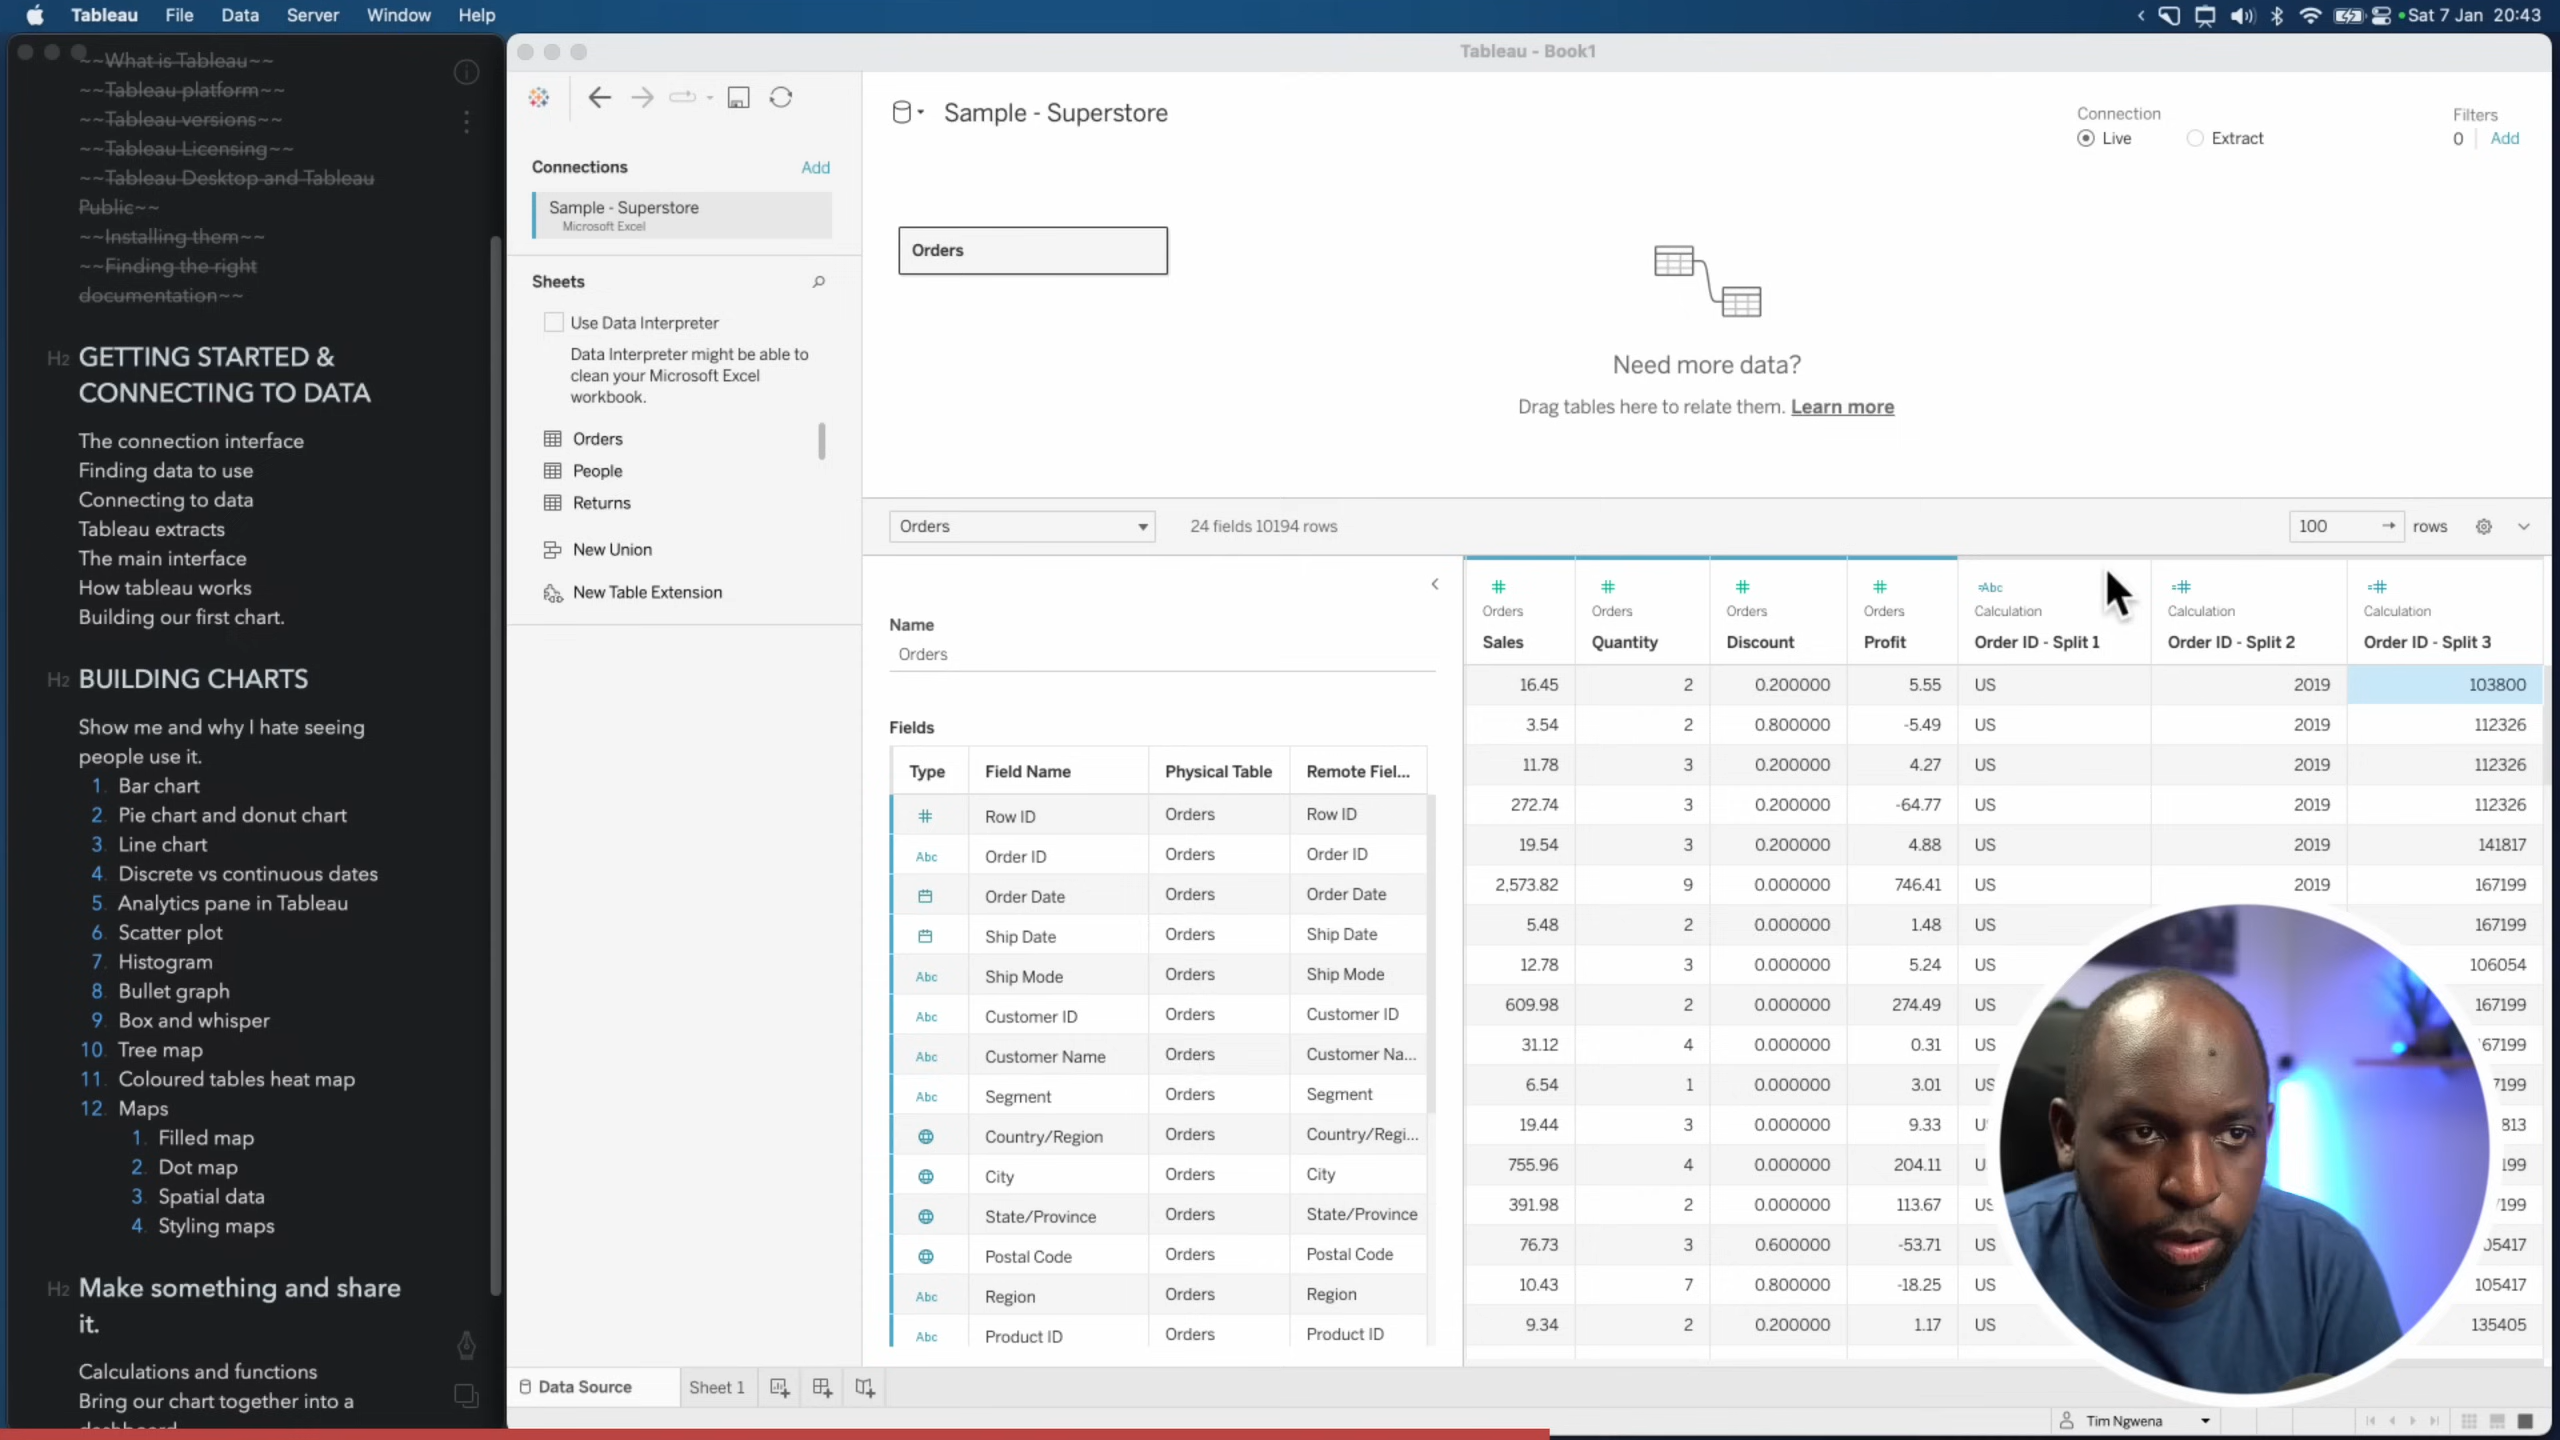 Tableau File Data Server Window Help
Sat 7 Jan 20:43
~~What is Tableau~~
~~Tableau platform~~
~~Tableau versions~~
~~Tableau Licensing~~
~~Tableau Desktop and Tableau
Public~~
~~Installing them~~
~~Finding the right
documentation~~
H2 GETTING STARTED &
CONNECTING TO DATA
The connection interface
Finding data to use
Connecting to data
Tableau extracts
The main interface
How tableau works
Building our first chart.
H2 BUILDING CHARTS
Show me and why I hate seeing
people use it.
1. Bar chart
2. Pie chart and donut chart
3. Line chart
4. Discrete vs continuous dates
5. Analytics pane in Tableau
6. Scatter plot
7. Histogram
8. Bullet graph
9. Box and whisper
10. Tree map
11. Coloured tables heat map
12. Maps
1. Filled map
2. Dot map
3. Spatial data
4. Styling maps
H2 Make something and share
it.
Calculations and functions
Bring our chart together into a
dashboard
Tableau - Book1
Connections Add
Sample - Superstore
Microsoft Excel
Sheets
Use Data Interpreter
Data Interpreter might be able to
clean your Microsoft Excel
workbook.
Orders
People
Returns
New Union
New Table Extension
Sample - Superstore
Connection
Live Extract
Filters
0 Add
Orders
Need more data?
Drag tables here to relate them. Learn more
Orders 24 fields 10194 rows
100 rows
Name
Orders
Fields
Type Field Name Physical Table Remote Fiel...
# Row ID Orders Row ID
Abc Order ID Orders Order ID
Order Date Orders Order Date
Ship Date Orders Ship Date
Abc Ship Mode Orders Ship Mode
Abc Customer ID Orders Customer ID
Abc Customer Name Orders Customer Na...
Abc Segment Orders Segment
Country/Region Orders Country/Regi...
City Orders City
State/Province Orders State/Province
Postal Code Orders Postal Code
Abc Region Orders Region
Abc Product ID Orders Product ID
# # # # =Abc =# =#
Orders Orders Orders Orders Calculation Calculation Calculation
Sales Quantity Discount Profit Order ID - Split 1 Order ID - Split 2 Order ID - Split 3
16.45 2 0.200000 5.55 US 2019 103800
3.54 2 0.800000 -5.49 US 2019 112326
11.78 3 0.200000 4.27 US 2019 112326
272.74 3 0.200000 -64.77 US 2019 112326
19.54 3 0.200000 4.88 US 2019 141817
2,573.82 9 0.000000 746.41 US 2019 167199
5.48 2 0.000000 1.48 US 167199
12.78 3 0.000000 5.24 US 106054
609.98 2 0.000000 274.49 US 167199
31.12 4 0.000000 0.31 US 67199
6.54 1 0.000000 3.01 US 7199
19.44 3 0.000000 9.33 U 813
755.96 4 0.000000 204.11 U 199
391.98 2 0.000000 113.67 US 199
76.73 3 0.600000 -53.71 US 05417
10.43 7 0.800000 -18.25 US 105417
9.34 2 0.200000 1.17 US 135405
Data Source Sheet 1
Tim Ngwena